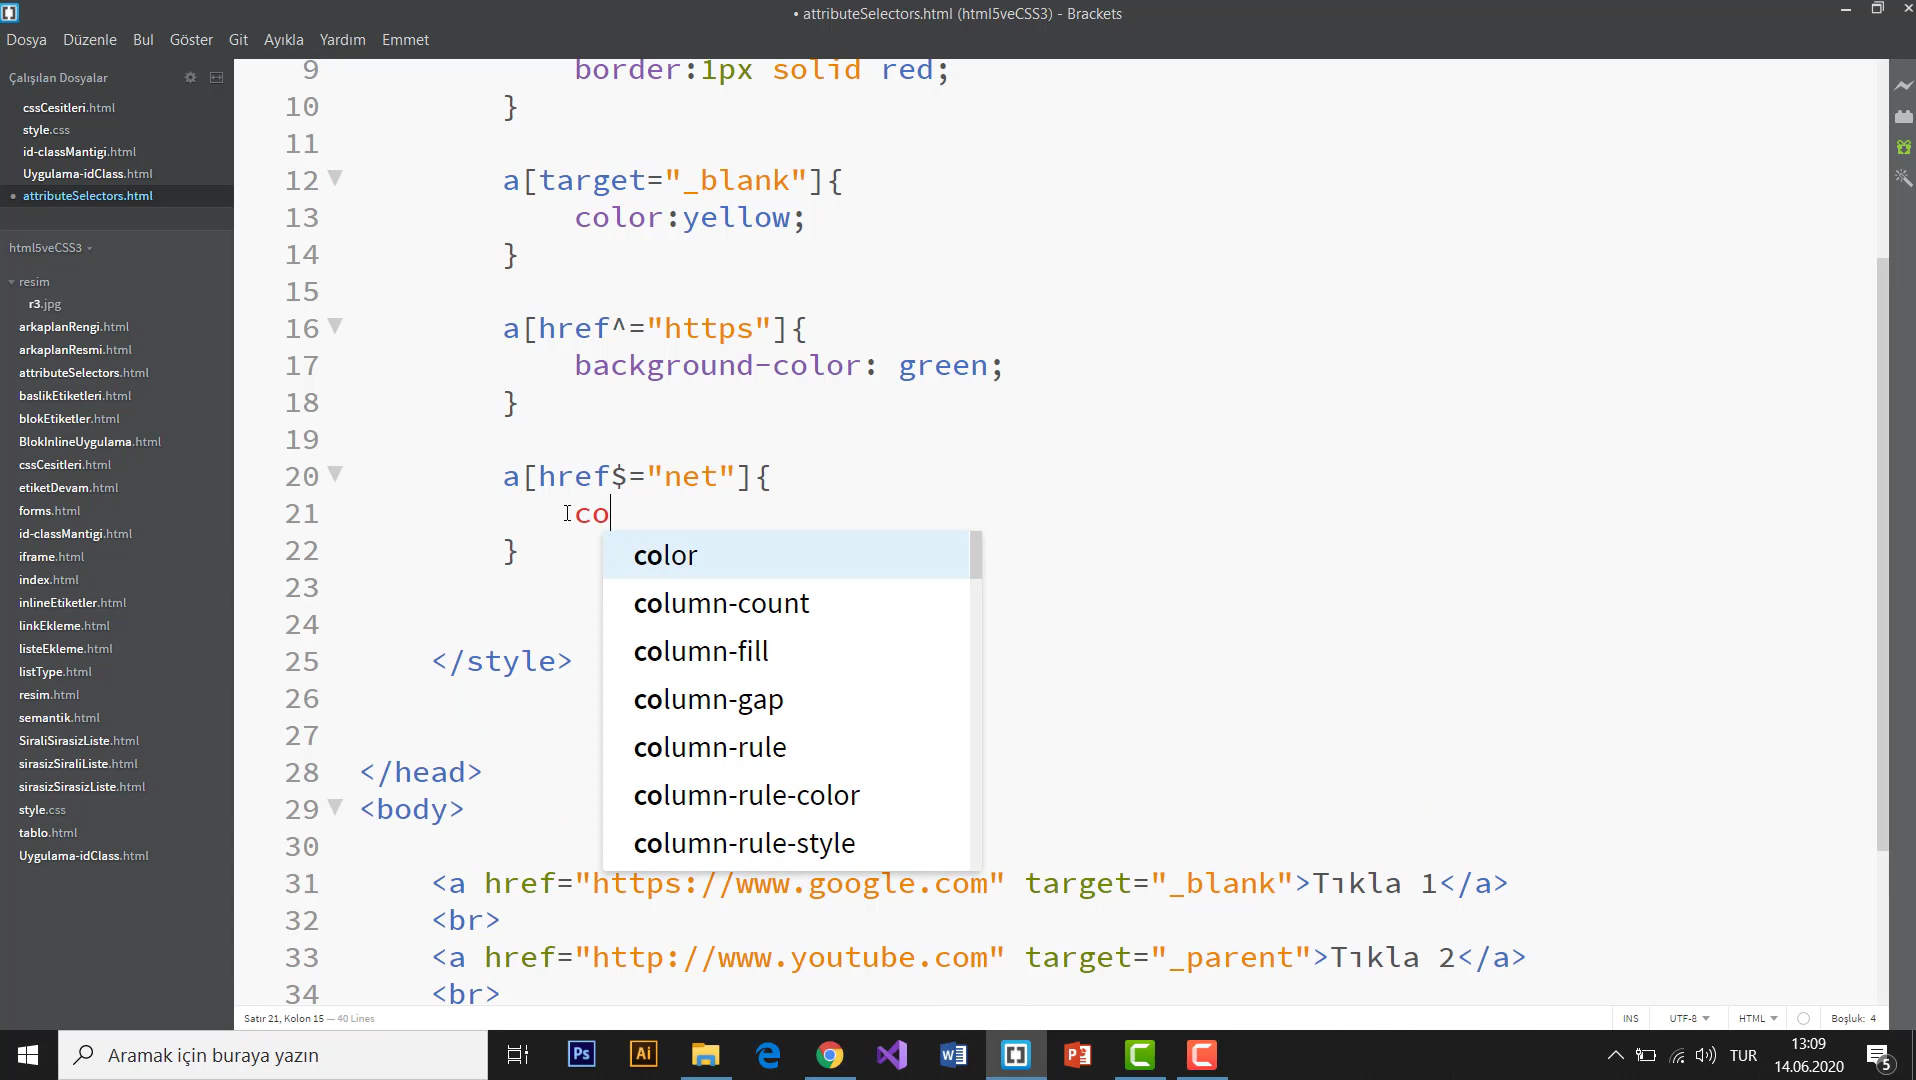 • attributeSelectors.html (html5veCSS3) - Brackets
Dosya Düzenle Bul Göster Git Ayıkla Yardım Emmet
Çalışılan Dosyalar
cssCesitleri.html
style.css
id-classMantigi.html
Uygulama-idClass.html
• attributeSelectors.html
html5veCSS3
resim
r3.jpg
arkaplanRengi.html
arkaplanResmi.html
attributeSelectors.html
baslikEtiketleri.html
blokEtiketler.html
BlokInlineUygulama.html
cssCesitleri.html
etiketDevam.html
forms.html
id-classMantigi.html
iframe.html
index.html
inlineEtiketler.html
linkEkleme.html
listeEkleme.html
listType.html
resim.html
semantik.html
SiraliSirasizListe.html
sirasizSiraliListe.html
sirasizSirasizListe.html
style.css
tablo.html
Uygulama-idClass.html
9 border:1px solid red;
10 }
11
12 a[target="_blank"]{
13 color:yellow;
14 }
15
16 a[href^="https"]{
17 background-color: green;
18 }
19
20 a[href$="net"]{
21 co
22 }
23
24
25 </style>
26
27
28 </head>
29 <body>
30
31 <a href="https://www.google.com" target="_blank">Tıkla 1</a>
32 <br>
33 <a href="http://www.youtube.com" target="_parent">Tıkla 2</a>
34 <br>
color
column-count
column-fill
column-gap
column-rule
column-rule-color
column-rule-style
Satır 21, Kolon 15 — 40 Lines
INS UTF-8 HTML Boşluk: 4
Aramak için buraya yazın
Ps Ai
TUR
13:09
14.06.2020
5